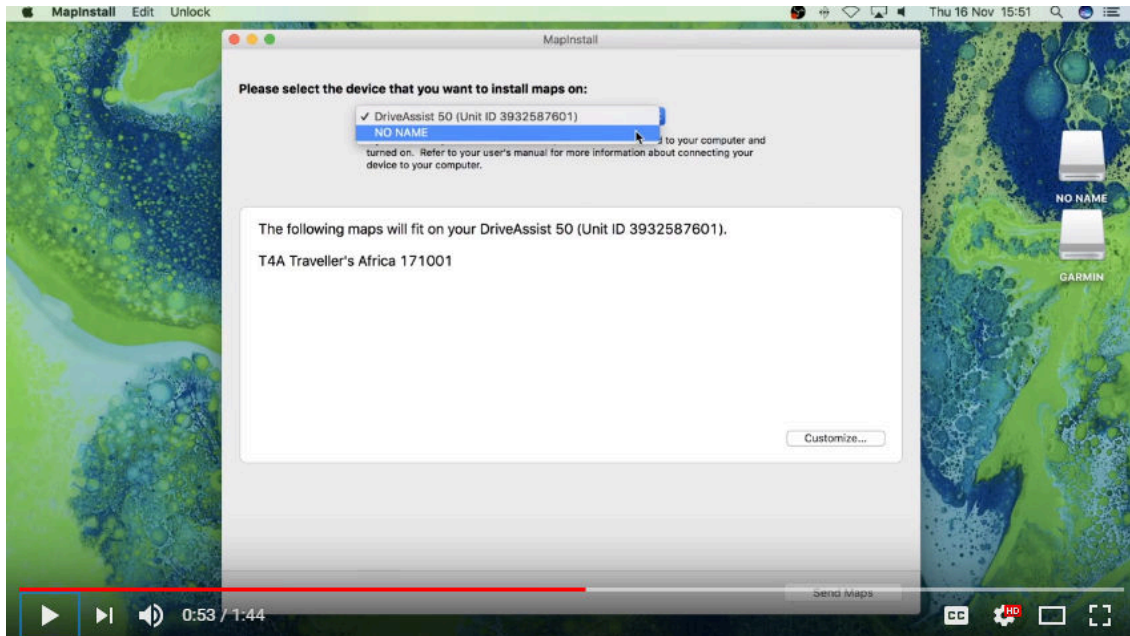 MapInstall Edit Unlock Thu 16 Nov 15:51
MapInstall
Please select the device that you want to install maps on:
✓ DriveAssist 50 (Unit ID 3932587601)
NO NAME
to your computer and
turned on. Refer to your user's manual for more information about connecting your
device to your computer.
The following maps will fit on your DriveAssist 50 (Unit ID 3932587601).
T4A Traveller's Africa 171001
Customize...
NO NAME
GARMIN
Send Maps
0:53 / 1:44
CC
HD